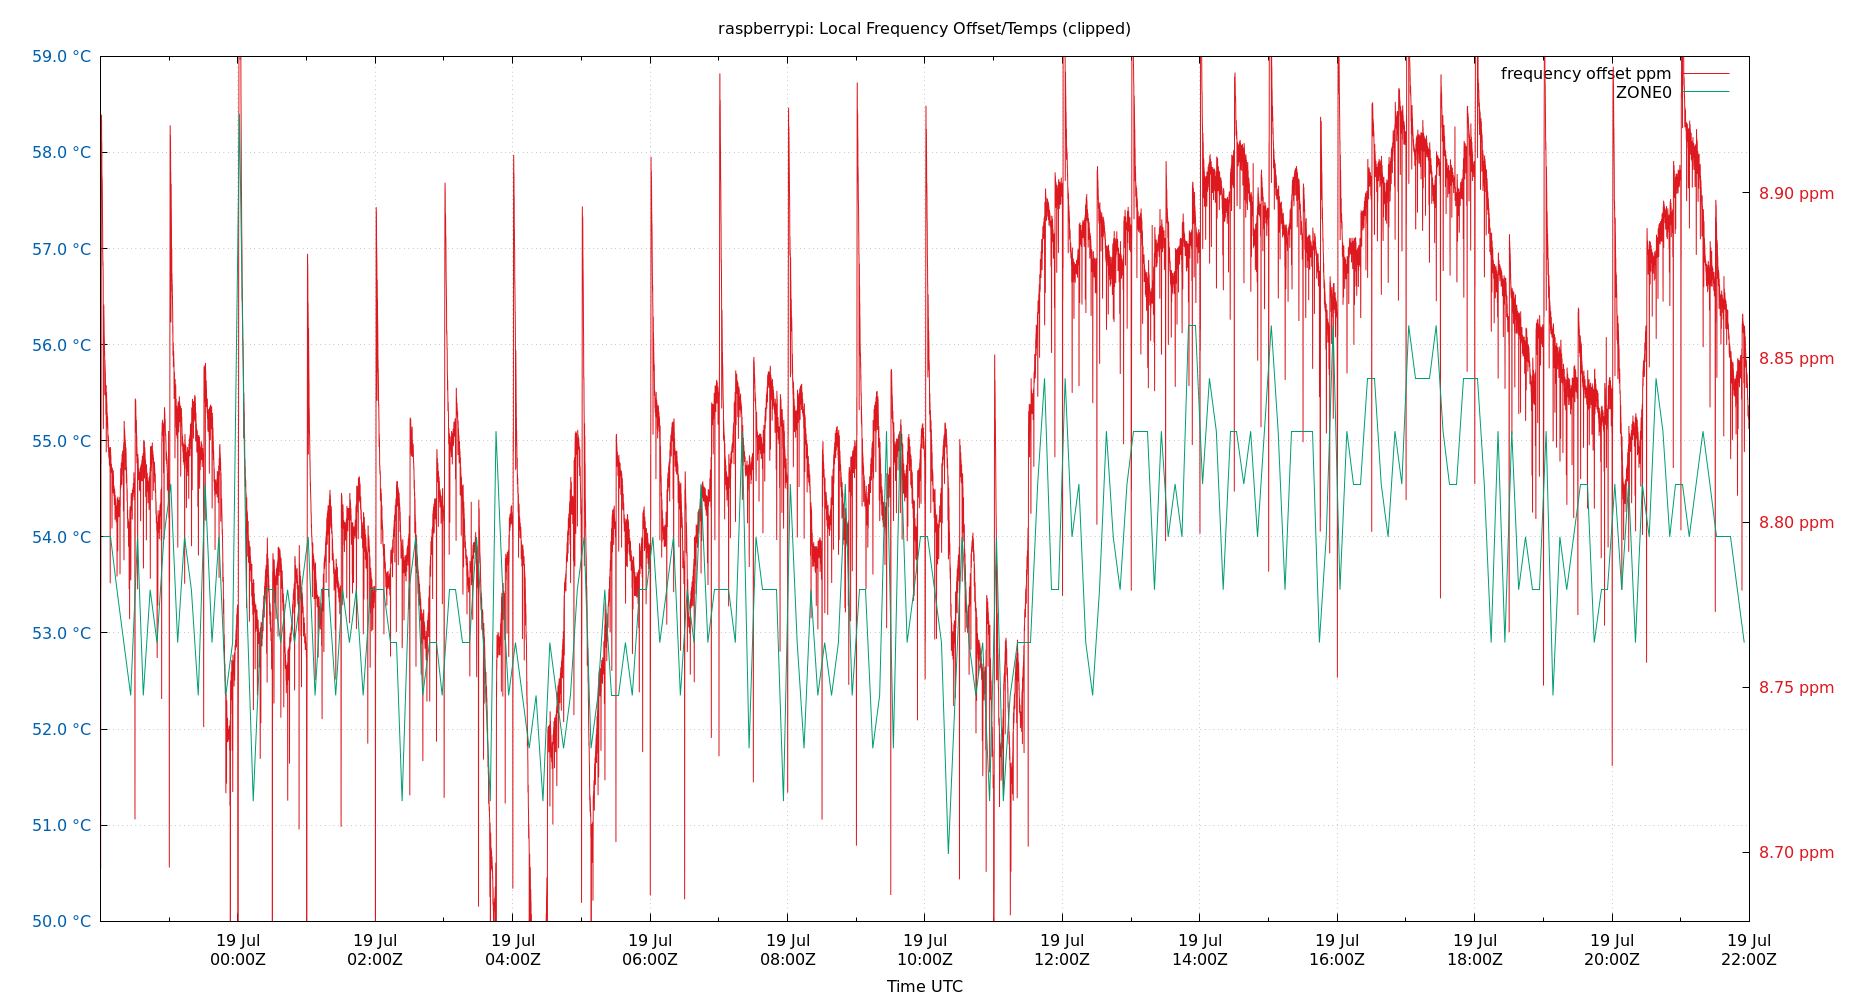 raspberrypi: Local Frequency Offset/Temps (clipped)
frequency offset ppm
ZONE0
59.0 °C
58.0 °C
57.0 °C
56.0 °C
55.0 °C
54.0 °C
53.0 °C
52.0 °C
51.0 °C
50.0 °C
8.90 ppm
8.85 ppm
8.80 ppm
8.75 ppm
8.70 ppm
19 Jul 19 Jul 19 Jul 19 Jul 19 Jul 19 Jul 19 Jul 19 Jul 19 Jul 19 Jul 19 Jul 19 Jul
00:00Z 02:00Z 04:00Z 06:00Z 08:00Z 10:00Z 12:00Z 14:00Z 16:00Z 18:00Z 20:00Z 22:00Z
Time UTC